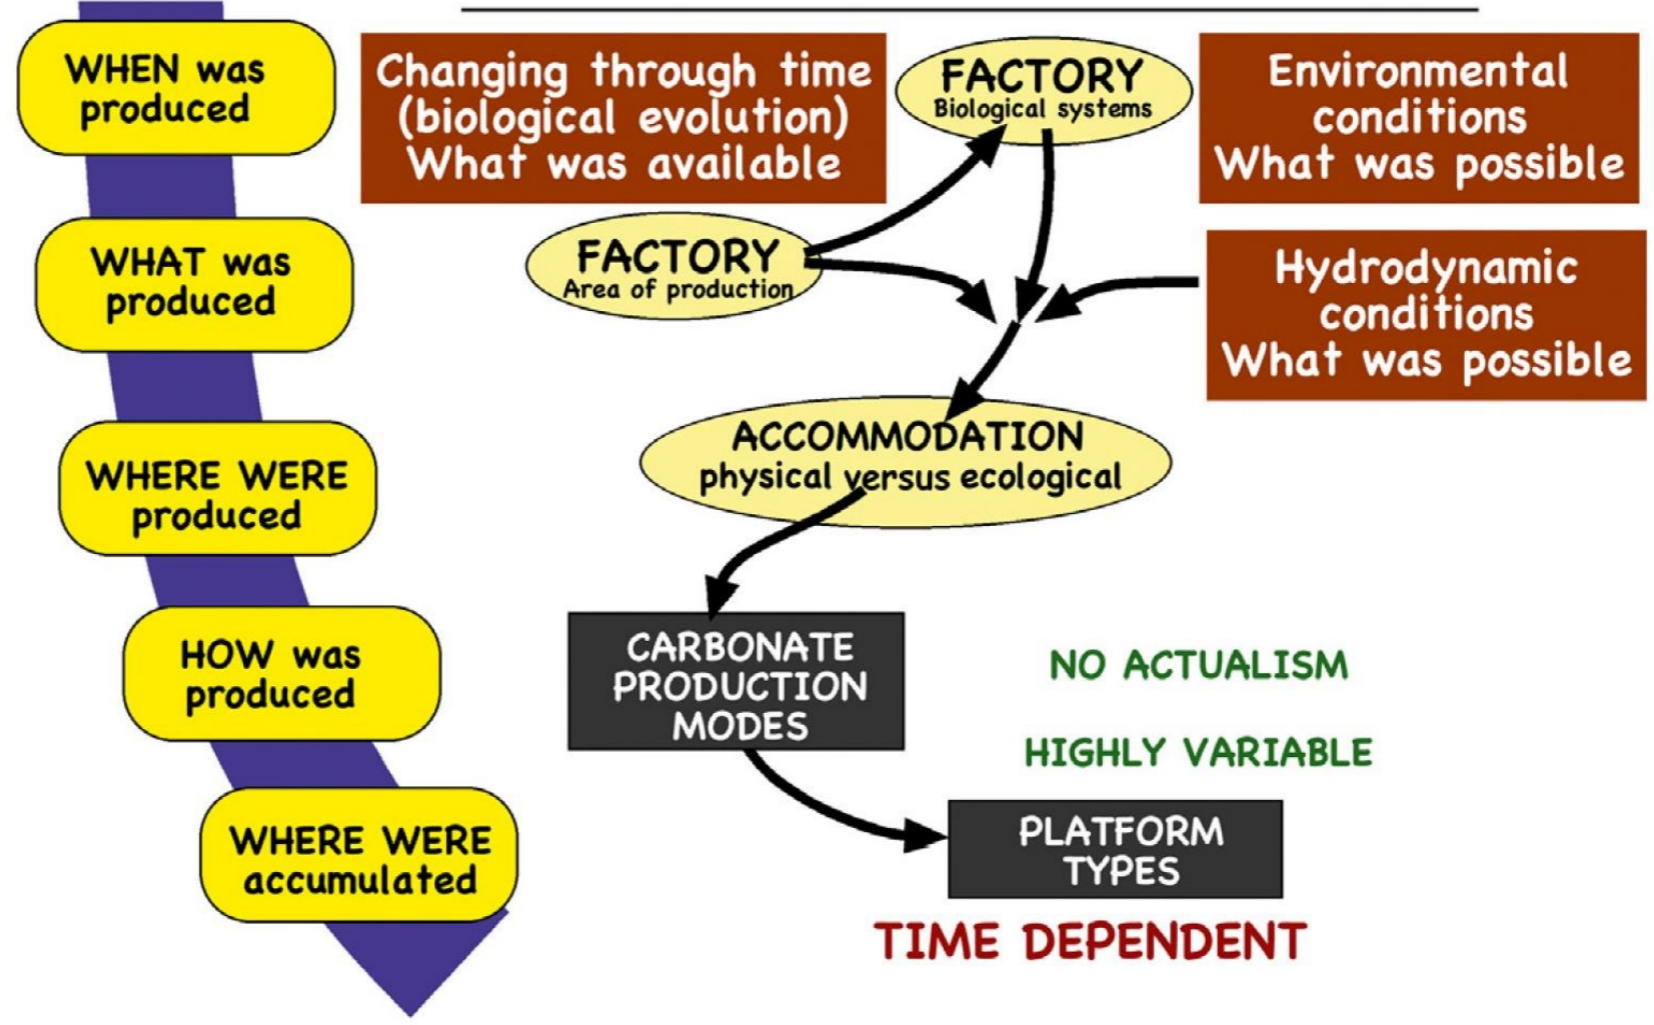 WHEN was
produced
WHAT was
produced
WHERE WERE
produced
HOW was
produced
WHERE WERE
accumulated
Changing through time
(biological evolution)
What was available
FACTORY
Biological systems
Environmental
conditions
What was possible
FACTORY
Area of production
Hydrodynamic
conditions
What was possible
ACCOMMODATION
physical versus ecological
CARBONATE
PRODUCTION
MODES
NO ACTUALISM
HIGHLY VARIABLE
PLATFORM
TYPES
TIME DEPENDENT